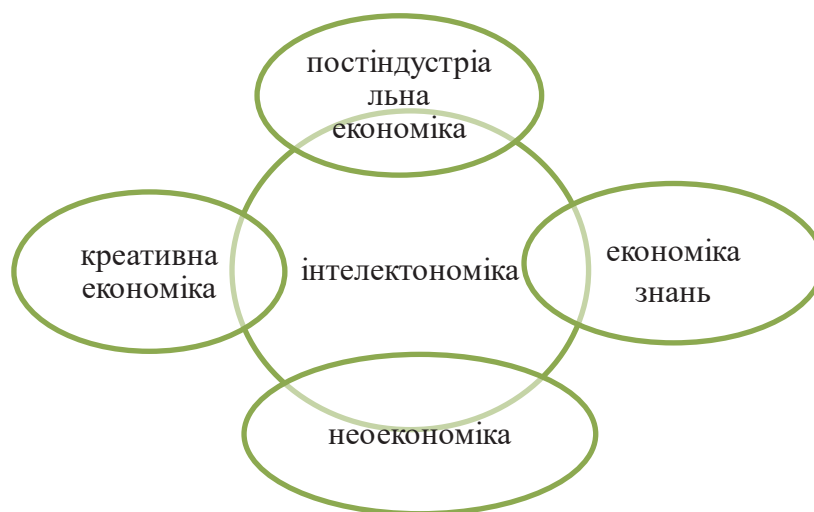 постіндустріа
льна
економіка
креативна
економіка
інтелектономіка
економіка
знань
неоекономіка